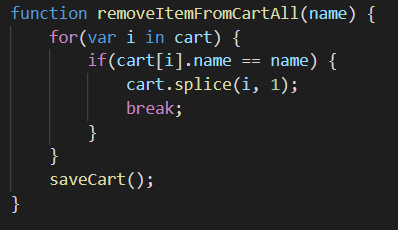 function removeItemFromCartAll(name) {
    for(var i in cart) {
        if(cart[i].name == name) {
            cart.splice(i, 1);
            break;
        }
    }
    saveCart();
}